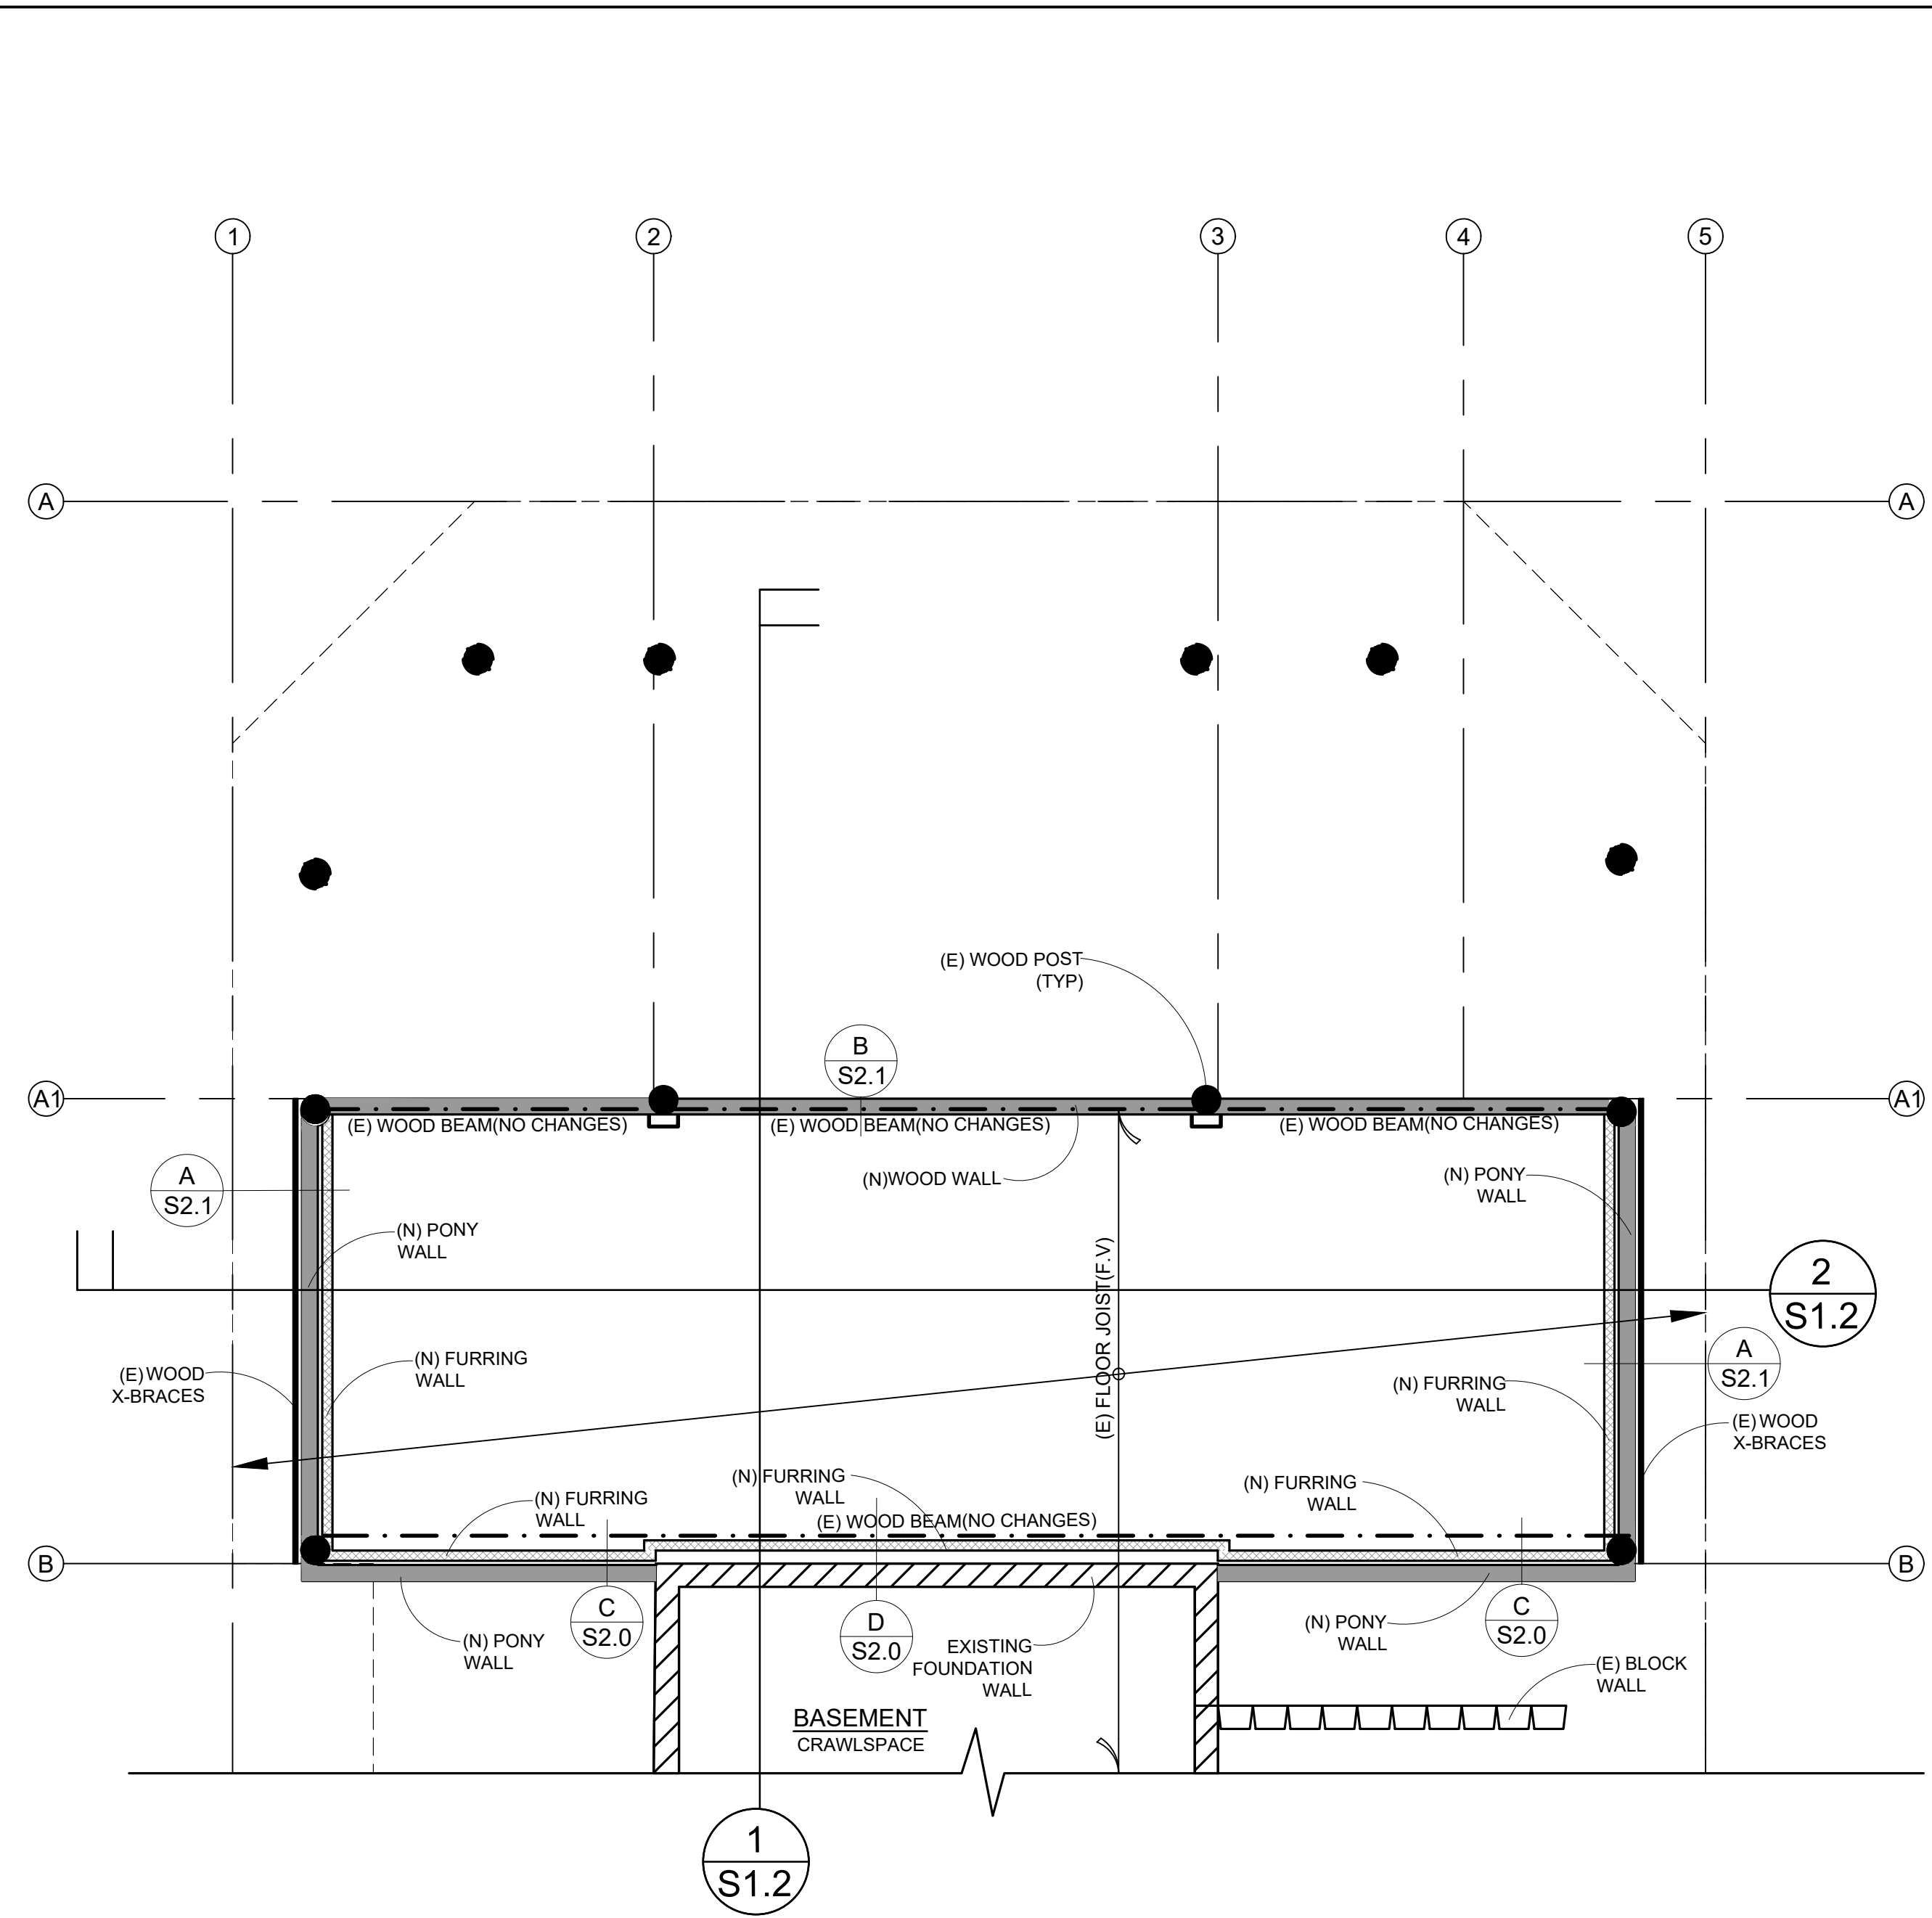 1
2
3
4
5
A
A
(E) WOOD POST
(TYP)
B
S2.1
A1
A1
(E) WOOD BEAM(NO CHANGES)
(E) WOOD BEAM(NO CHANGES)
(E) WOOD BEAM(NO CHANGES)
(N)WOOD WALL
A
S2.1
(N) PONY
WALL
(N) PONY
WALL
(E) FLOOR JOIST(F.V)
2
S1.2
(N) FURRING
WALL
(E) WOOD
X-BRACES
A
S2.1
(N) FURRING
WALL
(E) WOOD
X-BRACES
(N) FURRING
WALL
(N) FURRING
WALL
(N) FURRING
WALL
(E) WOOD BEAM(NO CHANGES)
B
B
C
S2.0
D
S2.0
C
S2.0
(N) PONY
WALL
EXISTING
FOUNDATION
WALL
(N) PONY
WALL
(E) BLOCK
WALL
BASEMENT
CRAWLSPACE
1
S1.2